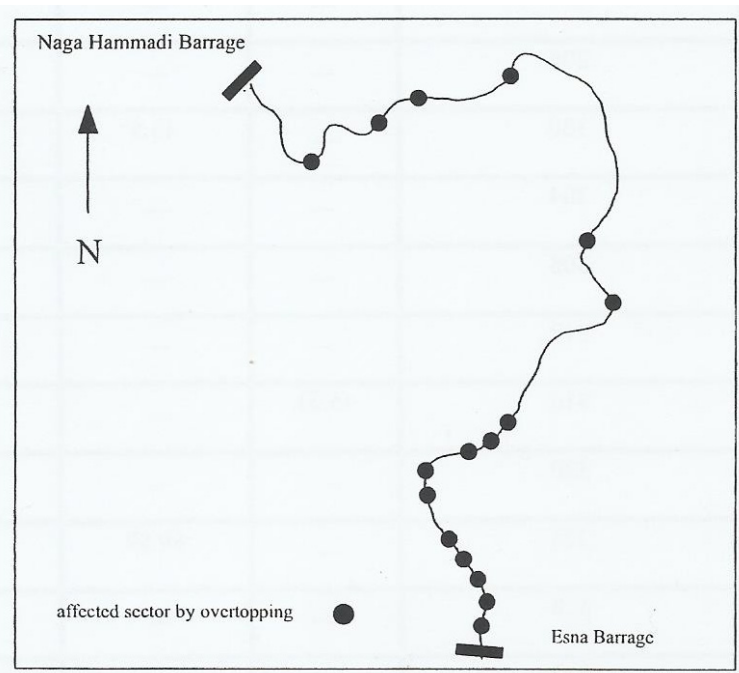 Naga Hammadi Barrage
N
affected sector by overtopping
Esna Barrage